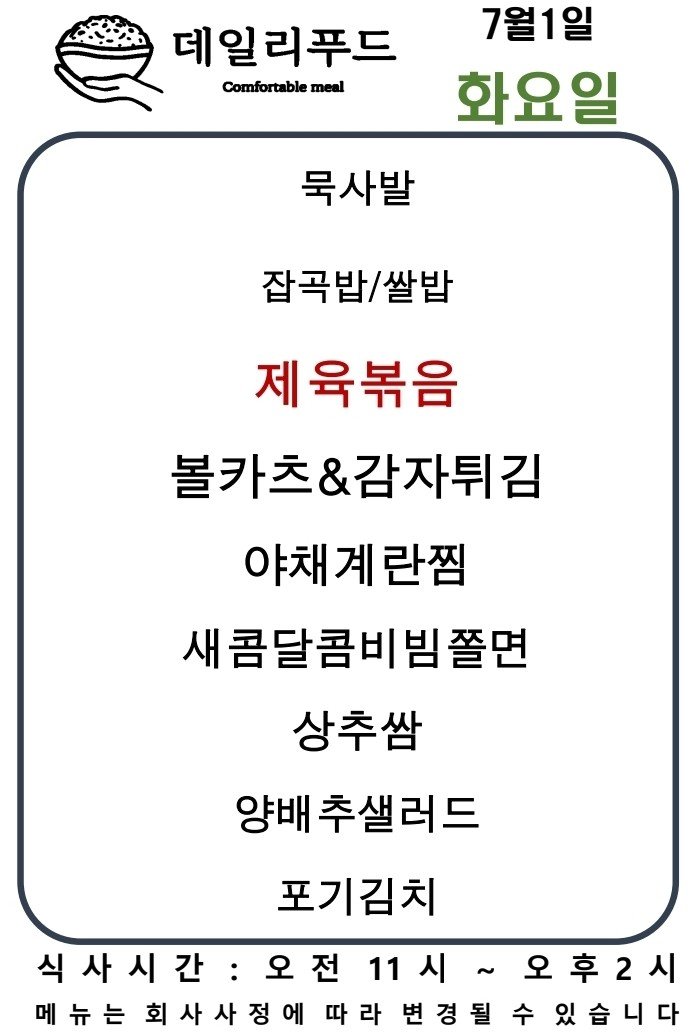 데일리푸드
Comfortable meal
7월1일
화요일
묵사발
잡곡밥/쌀밥
제육볶음
볼카츠&감자튀김
야채계란찜
새콤달콤비빔쫄면
상추쌈
양배추샐러드
포기김치
식사시간 : 오전 11시 ~ 오후 2시
메뉴는 회사사정에 따라 변경될 수 있습니다